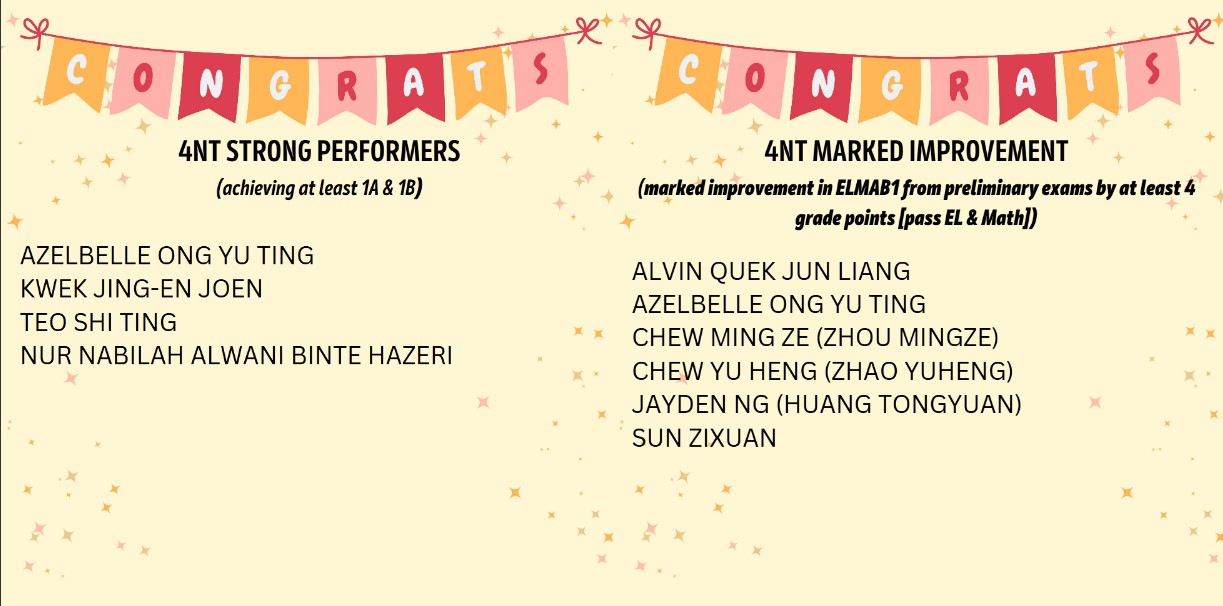 CONGRATS
4NT STRONG PERFORMERS
(achieving at least 1A & 1B)
AZELBELLE ONG YU TING
KWEK JING-EN JOEN
TEO SHI TING
NUR NABILAH ALWANI BINTE HAZERI
CONGRATS
4NT MARKED IMPROVEMENT
(marked improvement in ELMAB1 from preliminary exams by at least 4
grade points [pass EL & Math])
ALVIN QUEK JUN LIANG
AZELBELLE ONG YU TING
CHEW MING ZE (ZHOU MINGZE)
CHEW YU HENG (ZHAO YUHENG)
JAYDEN NG (HUANG TONGYUAN)
SUN ZIXUAN